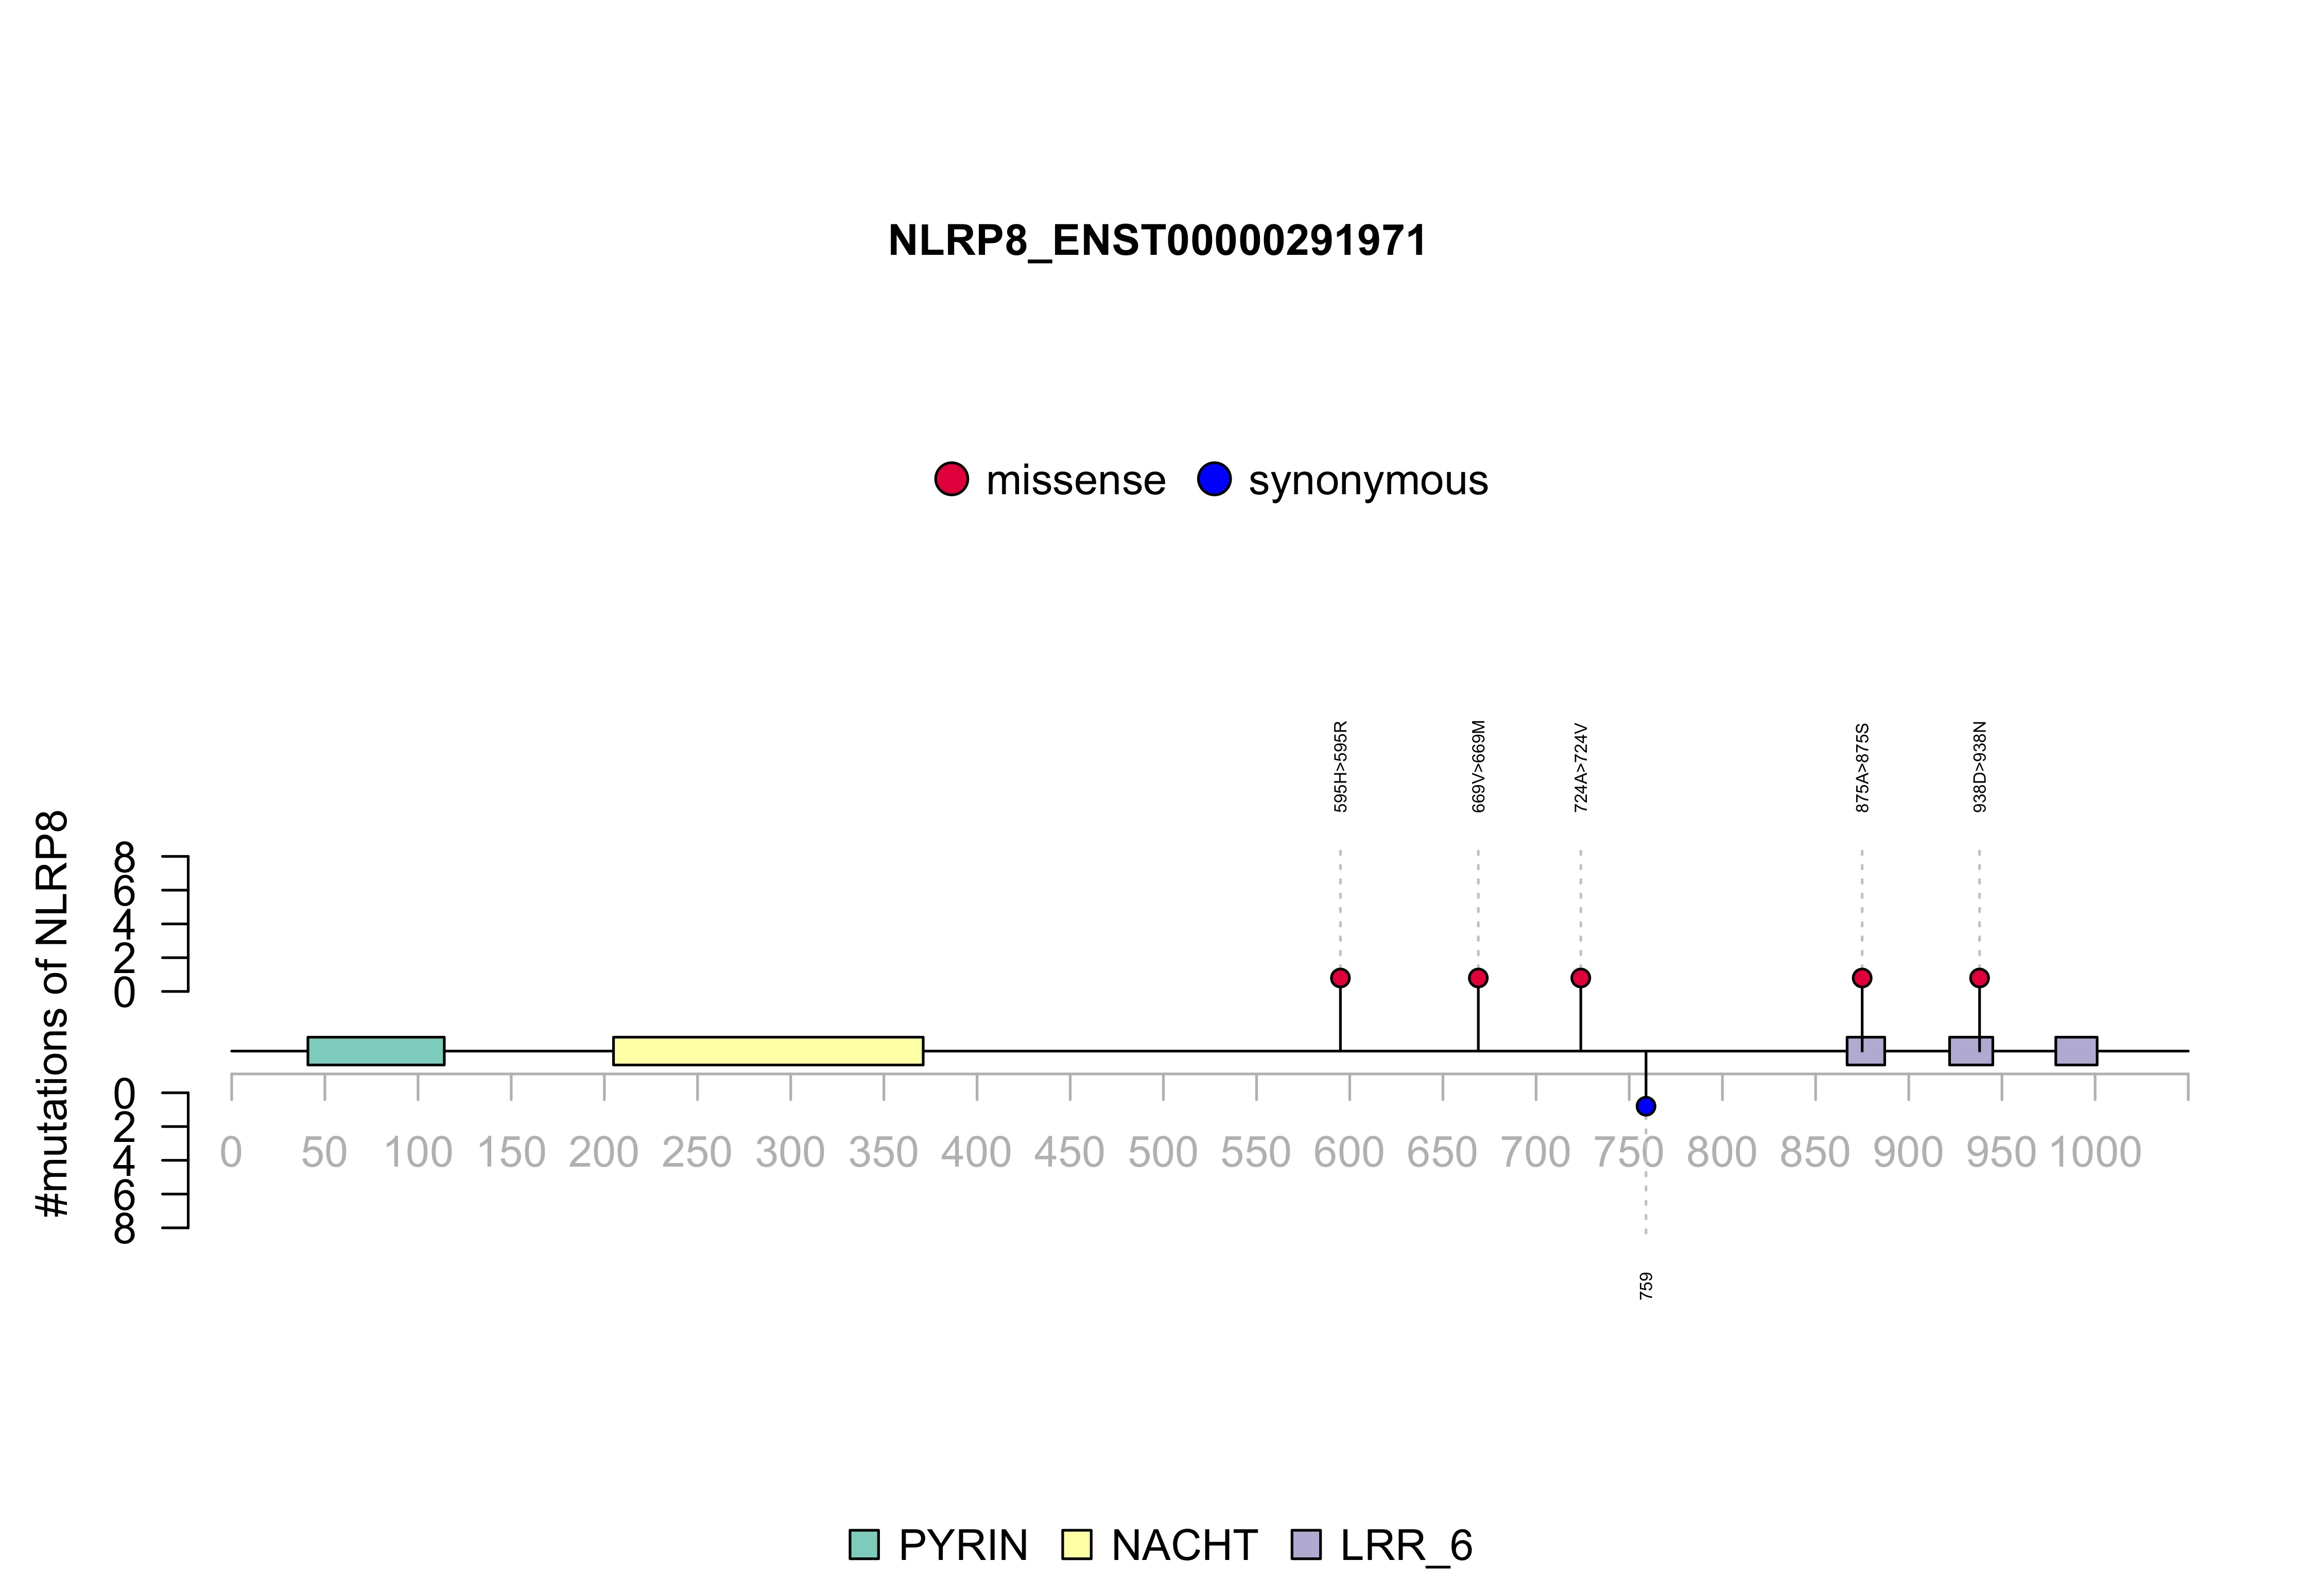 NLRP8_ENST00000291971
missense synonymous
595H>595R
669V>669M
724A>724V
875A>875S
938D>938N
#mutations of NLRP8
8
6
4
2
0
0
2
4
6
8
0 50 100 150 200 250 300 350 400 450 500 550 600 650 700 750 800 850 900 950 1000
759
PYRIN NACHT LRR_6